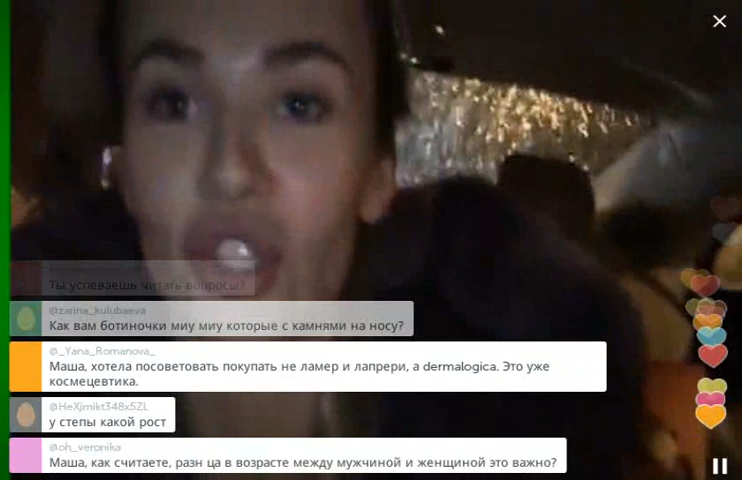 Ты успеваешь читать вопросы?
@zarina_kulubaeva
Как вам ботиночки миу миу которые с камнями на носу?
@_Yana_Romanova_
Маша, хотела посоветовать покупать не ламер и лапрери, а dermalogica. Это уже
космецевтика.
@HeXjmikt348x5ZL
у степы какой рост
@oh_veronika
Маша, как считаете, разн ца в возрасте между мужчиной и женщиной это важно?